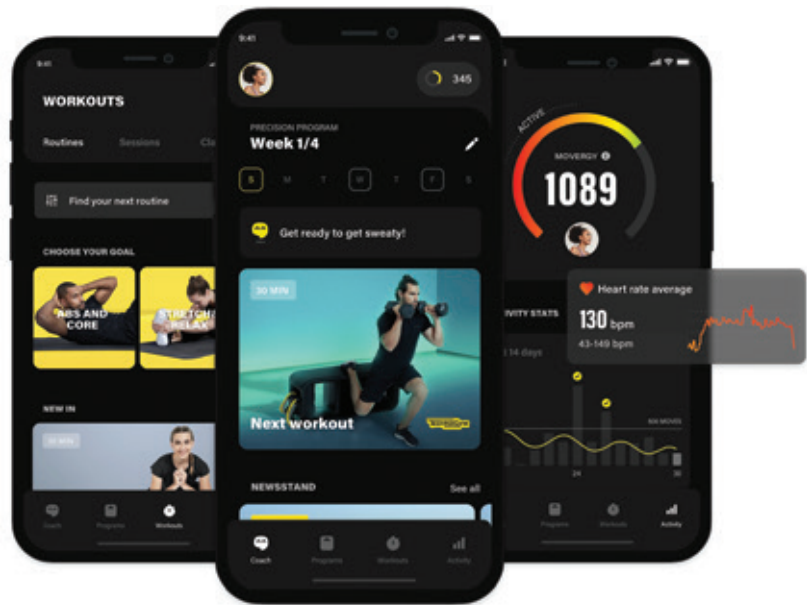 9:41
WORKOUTS
Routines
Sessions
Find your next routine
CHOOSE YOUR GOAL
ABS AND
CORE
STRETCH &
RELAX
NEW IN
30 MIN
Coach
Programs
Workouts
9:41
345
PRECISION PROGRAM
Week 1/4
S M T W T F S
Get ready to get sweaty!
30 MIN
Next workout
NEWSSTAND
See all
Coach
Programs
Workouts
Activity
ACTIVE
MOVERGY
1089
Heart rate average
130 bpm
43-149 bpm
STATS
14 days
24
30
Programs
Workouts
Activity